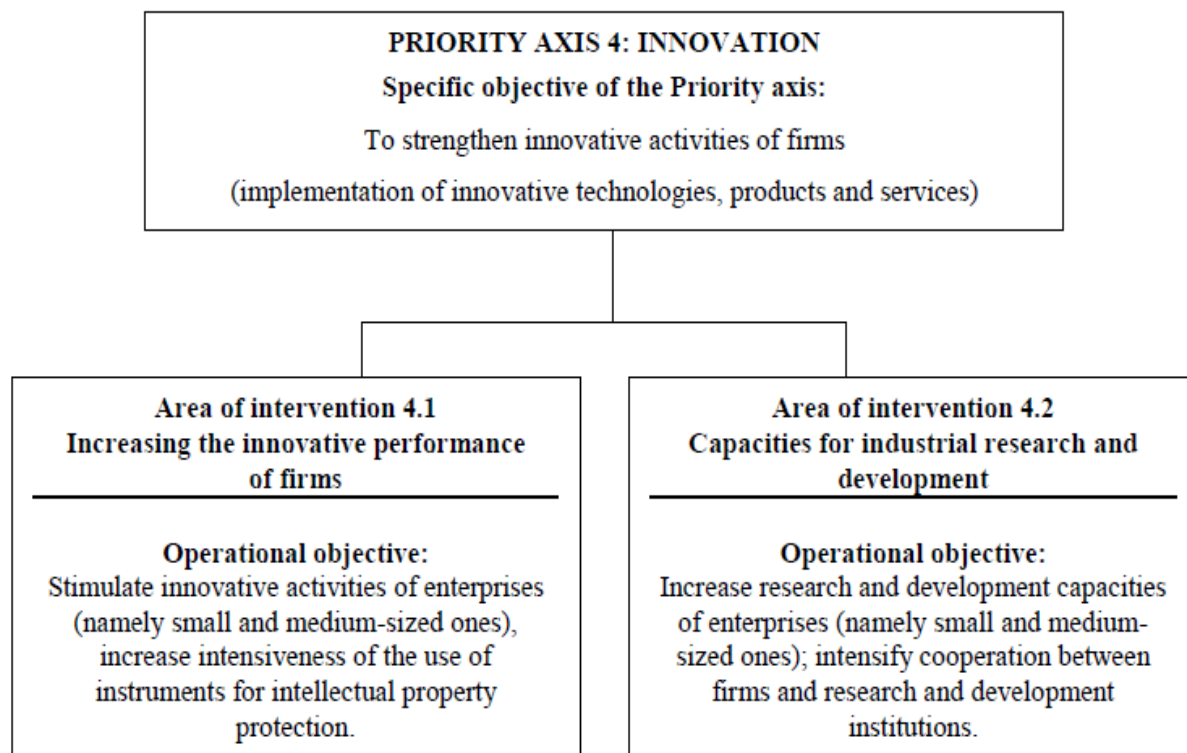 PRIORITY AXIS 4: INNOVATION
Specific objective of the Priority axis:
To strengthen innovative activities of firms
(implementation of innovative technologies, products and services)
Area of intervention 4.1
Increasing the innovative performance
of firms
Operational objective:
Stimulate innovative activities of enterprises
(namely small and medium-sized ones),
increase intensiveness of the use of
instruments for intellectual property
protection.
Area of intervention 4.2
Capacities for industrial research and
development
Operational objective:
Increase research and development capacities
of enterprises (namely small and medium-
sized ones); intensify cooperation between
firms and research and development
institutions.